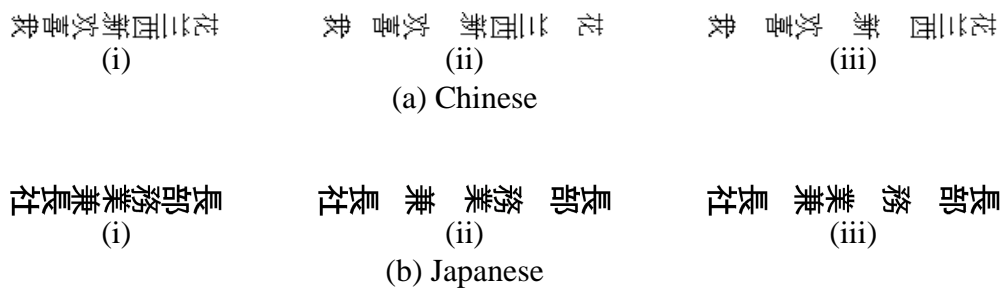 我喜欢新西兰花 我 喜欢 新西兰 花 我 喜欢 新 西兰花
(i) (ii) (iii)
(a) Chinese
社長兼業務部長 社長 兼 業務 部長 社長 兼業 務 部長
(i) (ii) (iii)
(b) Japanese